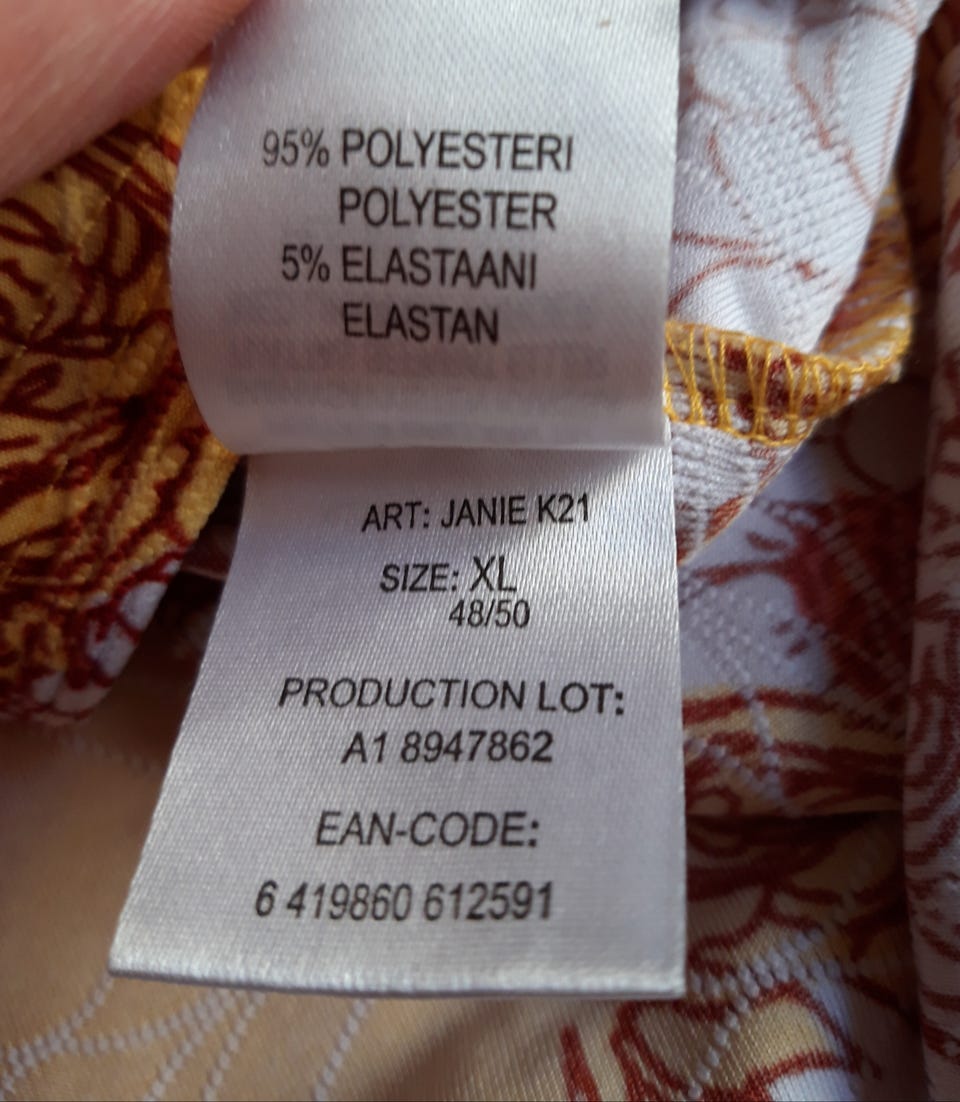 95% POLYESTERI
POLYESTER
5% ELASTAANI
ELASTAN
ART: JANIE K21
SIZE: XL
48/50
PRODUCTION LOT:
A1 8947862
EAN-CODE:
6 419860 612591